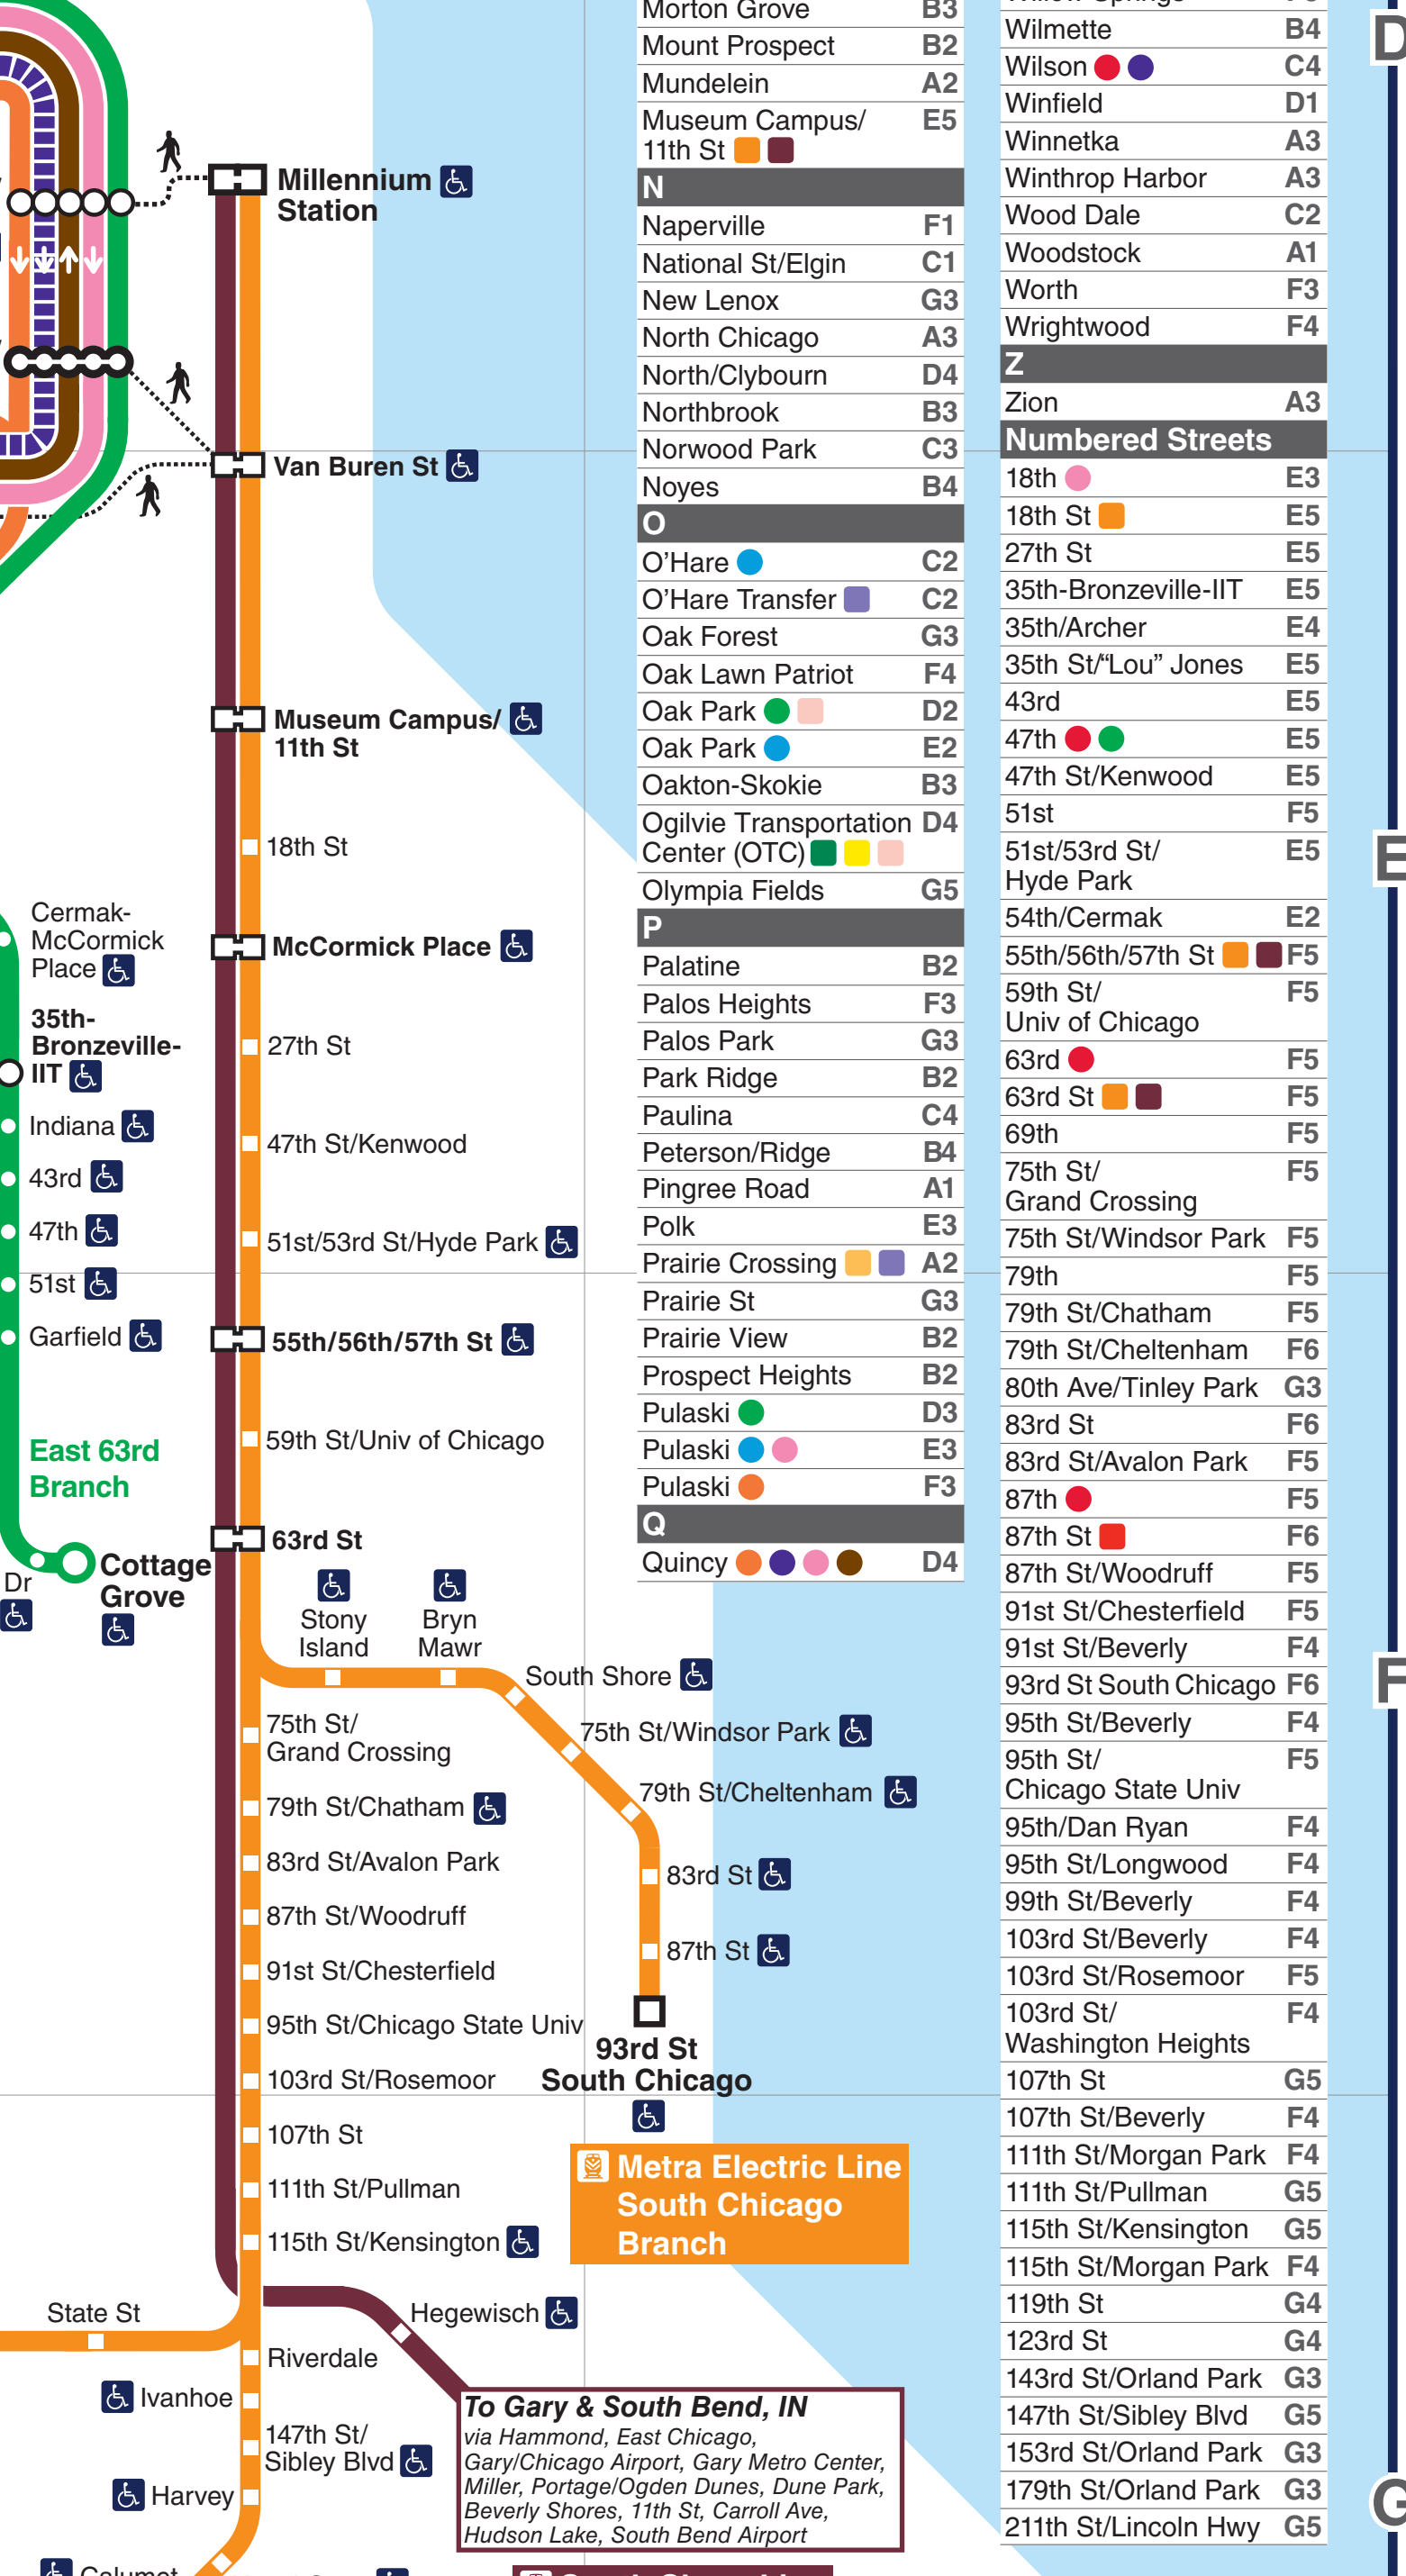 Millennium
Station
Van Buren St
Museum Campus/
11th St
18th St
McCormick Place
27th St
47th St/Kenwood
51st/53rd St/Hyde Park
55th/56th/57th St
59th St/Univ of Chicago
63rd St
Cermak-
McCormick
Place
35th-
Bronzeville-
IIT
Indiana
43rd
47th
51st
Garfield
East 63rd
Branch
Cottage
Grove
Dr
Stony
Island
Bryn
Mawr
South Shore
75th St/Windsor Park
79th St/Cheltenham
83rd St
87th St
93rd St
South Chicago
Metra Electric Line
South Chicago
Branch
75th St/
Grand Crossing
79th St/Chatham
83rd St/Avalon Park
87th St/Woodruff
91st St/Chesterfield
95th St/Chicago State Univ
103rd St/Rosemoor
107th St
111th St/Pullman
115th St/Kensington
State St
Hegewisch
Riverdale
Ivanhoe
147th St/
Sibley Blvd
Harvey
Calumet
To Gary & South Bend, IN
via Hammond, East Chicago,
Gary/Chicago Airport, Gary Metro Center,
Miller, Portage/Ogden Dunes, Dune Park,
Beverly Shores, 11th St, Carroll Ave,
Hudson Lake, South Bend Airport
Morton Grove B3
Mount Prospect B2
Mundelein A2
Museum Campus/ E5
11th St
N
Naperville F1
National St/Elgin C1
New Lenox G3
North Chicago A3
North/Clybourn D4
Northbrook B3
Norwood Park C3
Noyes B4
O
O’Hare C2
O’Hare Transfer C2
Oak Forest G3
Oak Lawn Patriot F4
Oak Park D2
Oak Park E2
Oakton-Skokie B3
Ogilvie Transportation D4
Center (OTC)
Olympia Fields G5
P
Palatine B2
Palos Heights F3
Palos Park G3
Park Ridge B2
Paulina C4
Peterson/Ridge B4
Pingree Road A1
Polk E3
Prairie Crossing A2
Prairie St G3
Prairie View B2
Prospect Heights B2
Pulaski D3
Pulaski E3
Pulaski F3
Q
Quincy D4
Wilmette B4
Wilson C4
Winfield D1
Winnetka A3
Winthrop Harbor A3
Wood Dale C2
Woodstock A1
Worth F3
Wrightwood F4
Z
Zion A3
Numbered Streets
18th E3
18th St E5
27th St E5
35th-Bronzeville-IIT E5
35th/Archer E4
35th St/“Lou” Jones E5
43rd E5
47th E5
47th St/Kenwood E5
51st F5
51st/53rd St/ E5
Hyde Park
54th/Cermak E2
55th/56th/57th St F5
59th St/ F5
Univ of Chicago
63rd F5
63rd St F5
69th F5
75th St/ F5
Grand Crossing
75th St/Windsor Park F5
79th F5
79th St/Chatham F5
79th St/Cheltenham F6
80th Ave/Tinley Park G3
83rd St F6
83rd St/Avalon Park F5
87th F5
87th St F6
87th St/Woodruff F5
91st St/Chesterfield F5
91st St/Beverly F4
93rd St South Chicago F6
95th St/Beverly F4
95th St/ F5
Chicago State Univ
95th/Dan Ryan F4
95th St/Longwood F4
99th St/Beverly F4
103rd St/Beverly F4
103rd St/Rosemoor F5
103rd St/ F4
Washington Heights
107th St G5
107th St/Beverly F4
111th St/Morgan Park F4
111th St/Pullman G5
115th St/Kensington G5
115th St/Morgan Park F4
119th St G4
123rd St G4
143rd St/Orland Park G3
147th St/Sibley Blvd G5
153rd St/Orland Park G3
179th St/Orland Park G3
211th St/Lincoln Hwy G5
D
E
F
G